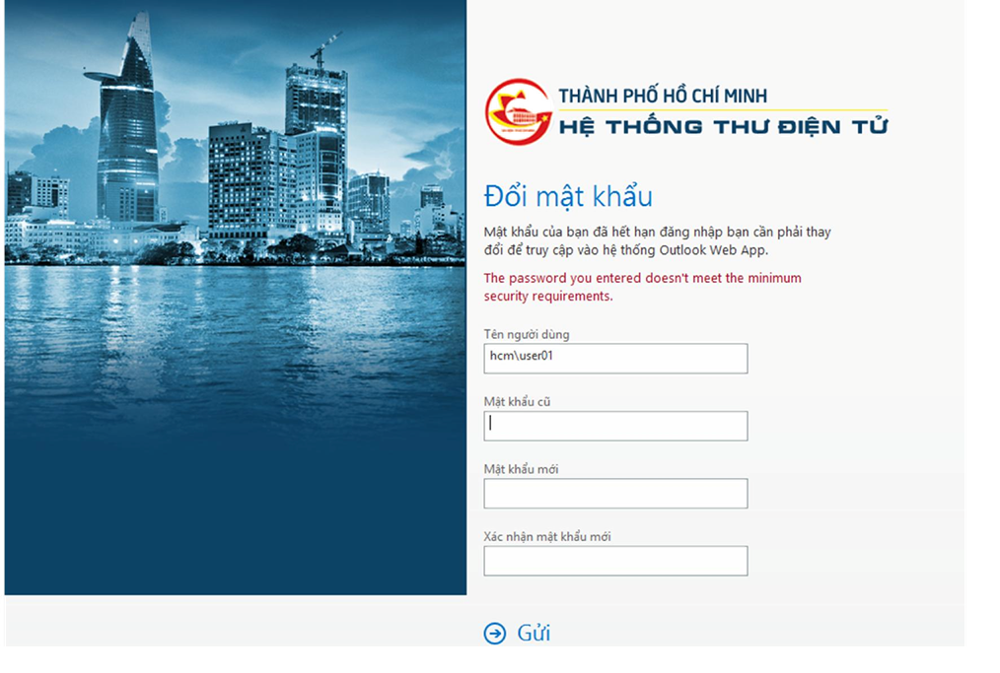 THÀNH PHỐ HỒ CHÍ MINH
HỆ THỐNG THƯ ĐIỆN TỬ
Đổi mật khẩu
Mật khẩu của bạn đã hết hạn đăng nhập bạn cần phải thay
đổi để truy cập vào hệ thống Outlook Web App.
The password you entered doesn't meet the minimum
security requirements.
Tên người dùng
hcm\user01
Mật khẩu cũ
Mật khẩu mới
Xác nhận mật khẩu mới
Gửi